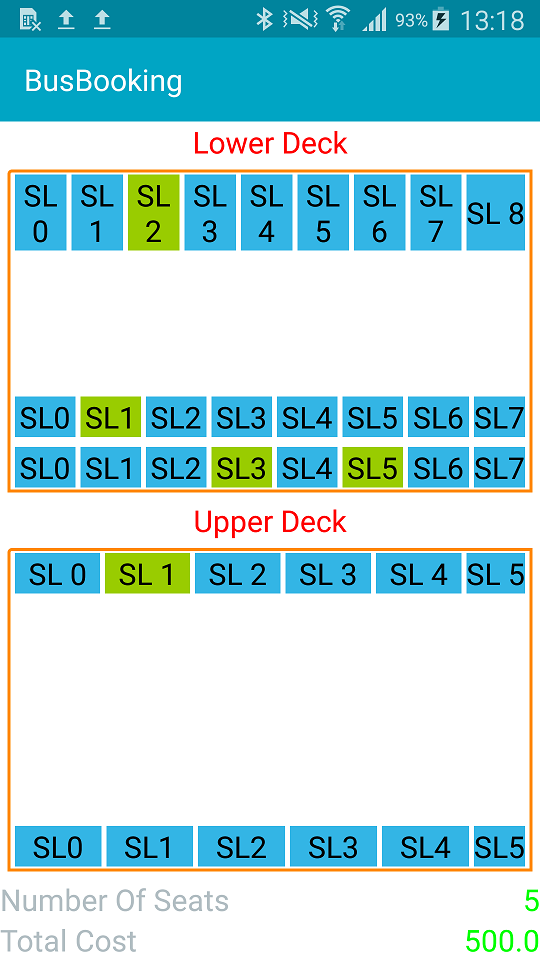 93% 13:18
BusBooking
Lower Deck
SL 0 SL 1 SL 2 SL 3 SL 4 SL 5 SL 6 SL 7 SL 8
SL0 SL1 SL2 SL3 SL4 SL5 SL6 SL7
SL0 SL1 SL2 SL3 SL4 SL5 SL6 SL7
Upper Deck
SL 0 SL 1 SL 2 SL 3 SL 4 SL 5
SL0 SL1 SL2 SL3 SL4 SL5
Number Of Seats 5
Total Cost 500.0